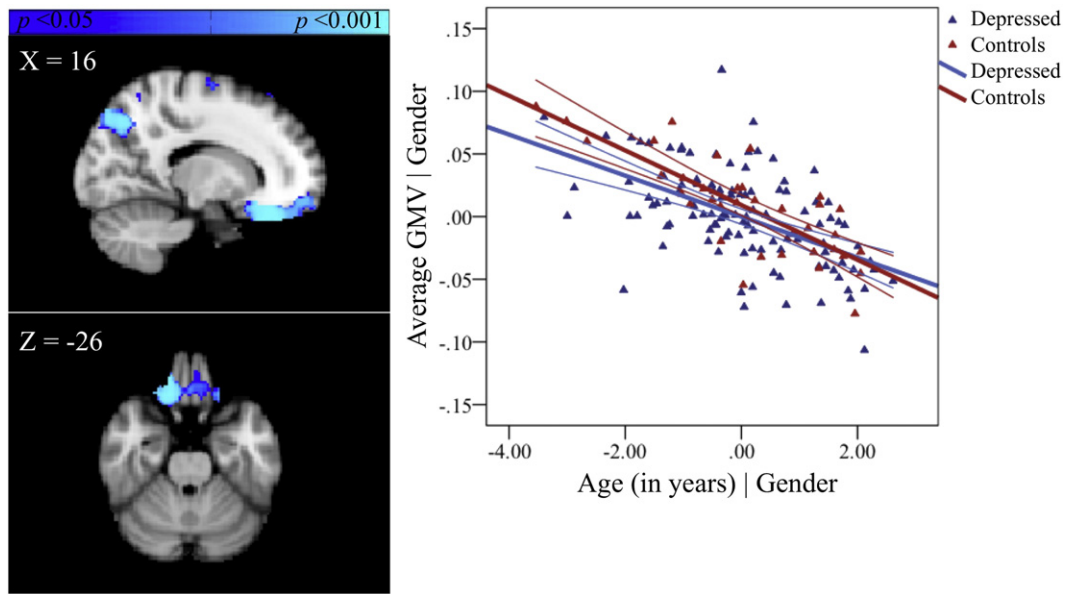 p <0.05 p <0.001
X = 16
Z = -26
Average GMV | Gender
.15
.10
.05
.00
-.05
-.10
-.15
-4.00 -2.00 .00 2.00
Age (in years) | Gender
Depressed
Controls
Depressed
Controls